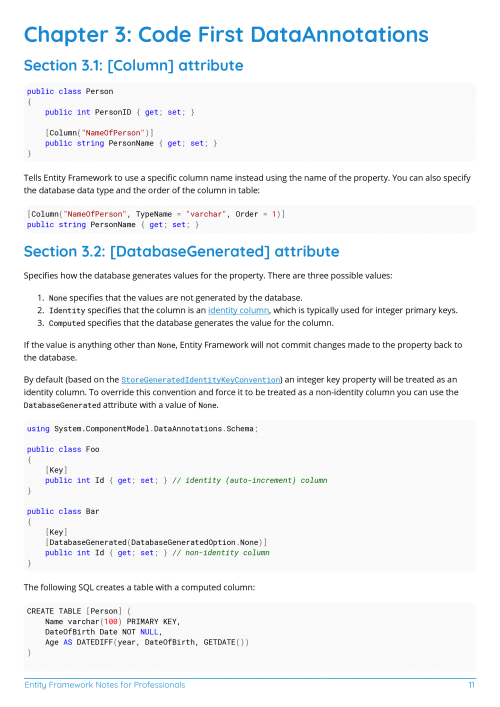 Chapter 3: Code First DataAnnotations
Section 3.1: [Column] attribute
public class Person
{
    public int PersonID { get; set; }

    [Column("NameOfPerson")]
    public string PersonName { get; set; }
}
Tells Entity Framework to use a specific column name instead using the name of the property. You can also specify
the database data type and the order of the column in table:
[Column("NameOfPerson", TypeName = "varchar", Order = 1)]
public string PersonName { get; set; }
Section 3.2: [DatabaseGenerated] attribute
Specifies how the database generates values for the property. There are three possible values:
1. None specifies that the values are not generated by the database.
2. Identity specifies that the column is an identity column, which is typically used for integer primary keys.
3. Computed specifies that the database generates the value for the column.
If the value is anything other than None, Entity Framework will not commit changes made to the property back to
the database.
By default (based on the StoreGeneratedIdentityKeyConvention) an integer key property will be treated as an
identity column. To override this convention and force it to be treated as a non-identity column you can use the
DatabaseGenerated attribute with a value of None.
using System.ComponentModel.DataAnnotations.Schema;

public class Foo
{
    [Key]
    public int Id { get; set; } // identity (auto-increment) column
}

public class Bar
{
    [Key]
    [DatabaseGenerated(DatabaseGeneratedOption.None)]
    public int Id { get; set; } // non-identity column
}
The following SQL creates a table with a computed column:
CREATE TABLE [Person] (
    Name varchar(100) PRIMARY KEY,
    DateOfBirth Date NOT NULL,
    Age AS DATEDIFF(year, DateOfBirth, GETDATE())
)
Entity Framework Notes for Professionals
11